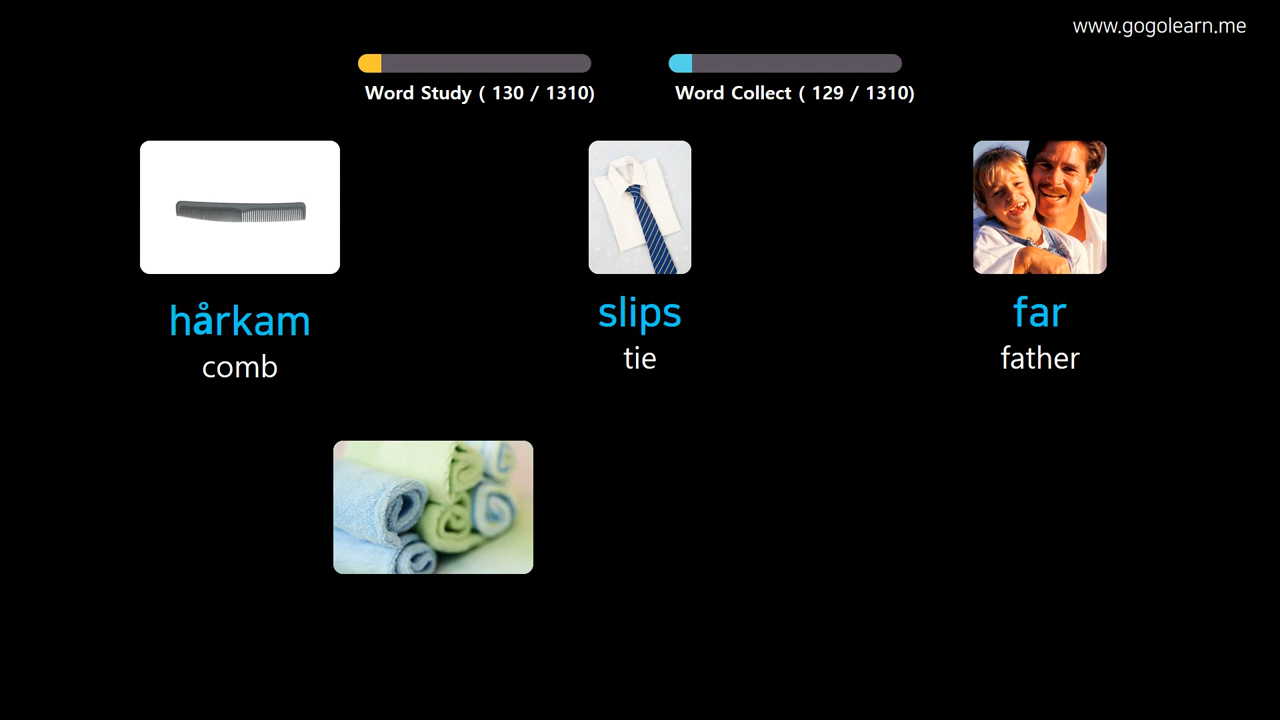 www.gogolearn.me
Word Study ( 130 / 1310)
Word Collect ( 129 / 1310)
hårkam
slips
far
comb
tie
father